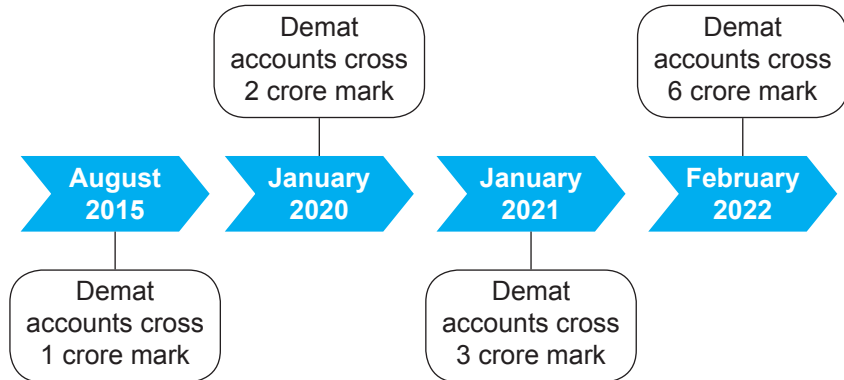 Demat
accounts cross
2 crore mark
Demat
accounts cross
6 crore mark
August
2015
January
2020
January
2021
February
2022
Demat
accounts cross
1 crore mark
Demat
accounts cross
3 crore mark